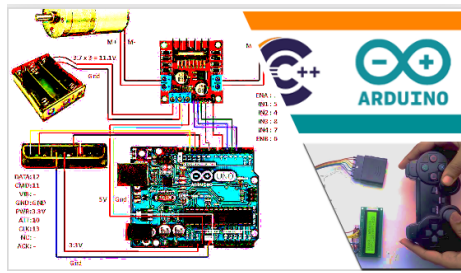 M+
M-
M
3.7 x 3 = 11.1V
Gnd
C++
ARDUINO
ENA :
IN1 : 5
IN2 : 4
IN3 : 3
IN4 : 7
ENB : 6
DATA: 12
CMD: 11
GND: GND
PWR: 3.3V
ATT: 10
CLK: 13
NC: -
ACK: -
5V
Gnd
UNO
3.3V
Gnd